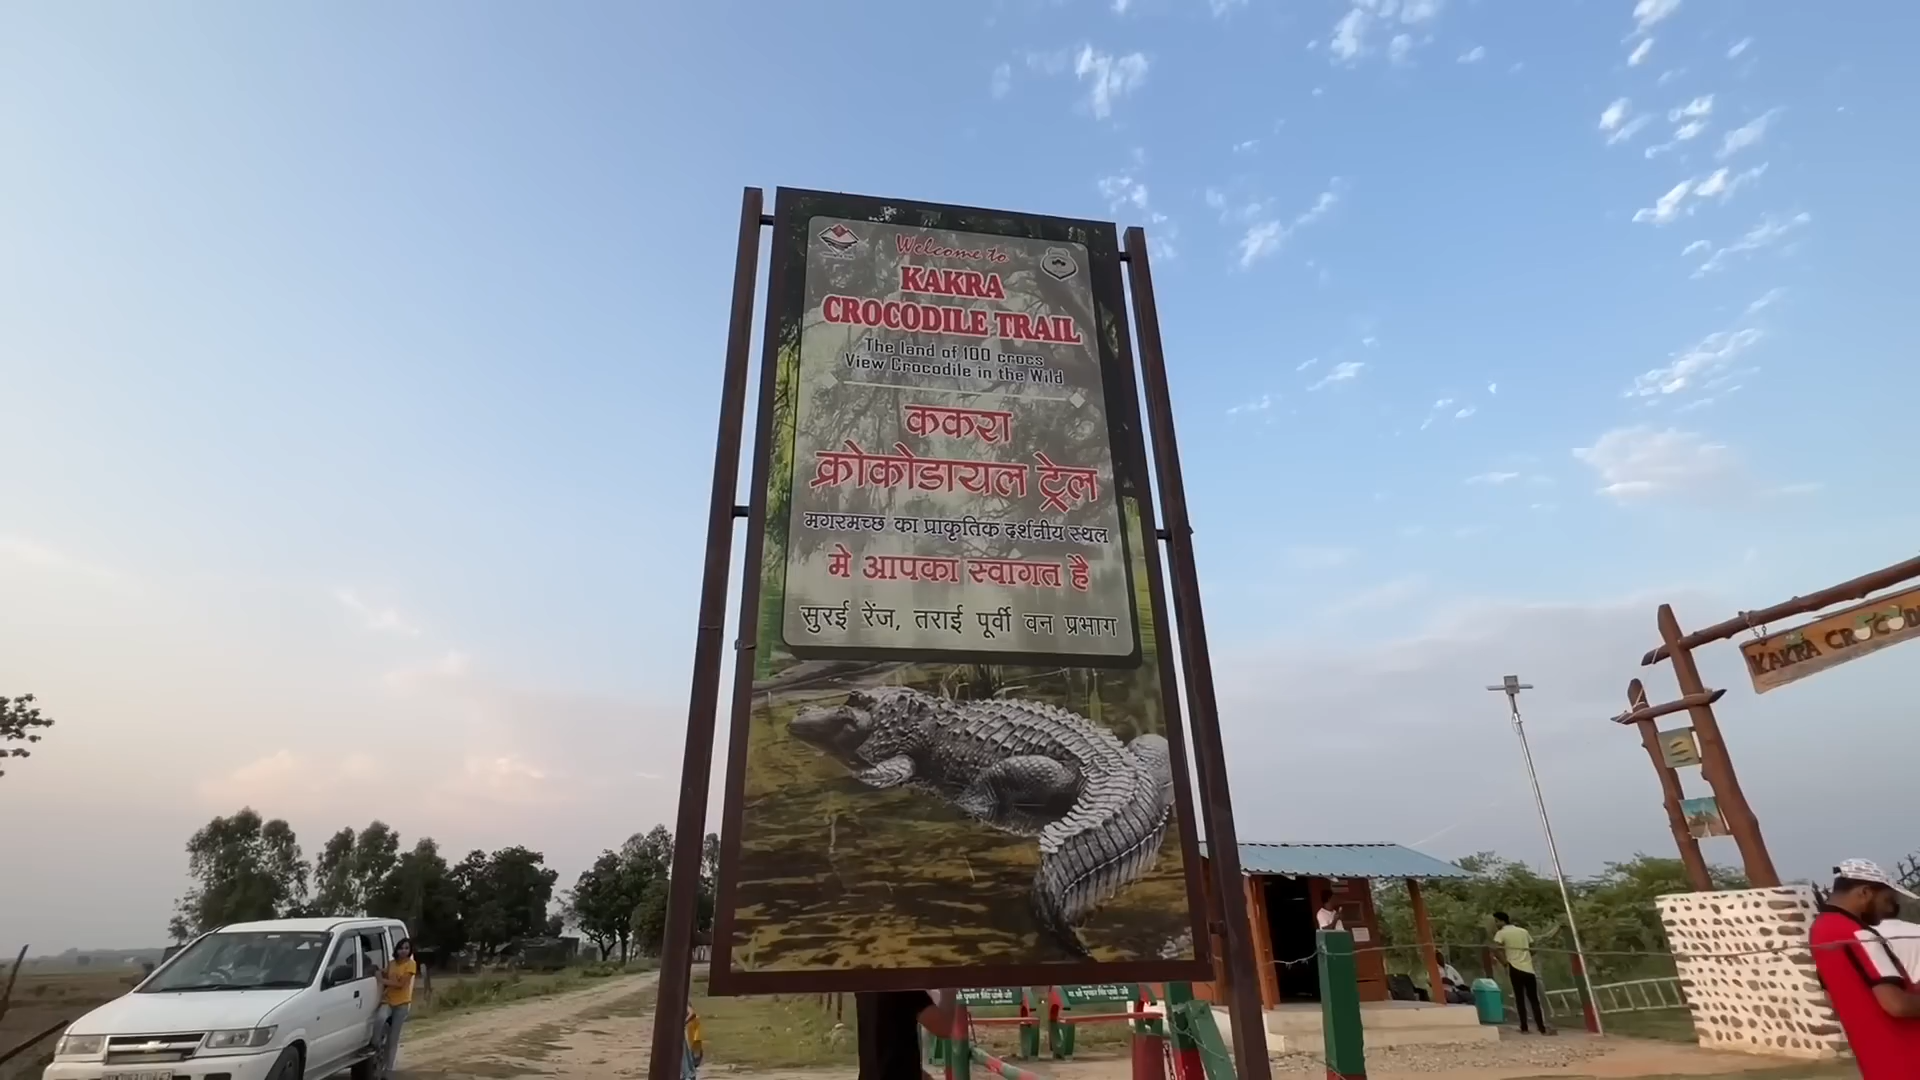 Welcome to
KAKRA
CROCODILE TRAIL
The land of 100 crocs
View Crocodile in the Wild
ककरा
क्रोकोडायल ट्रेल
मगरमच्छ का प्राकृतिक दर्शनीय स्थल
मे आपका स्वागत है
सुरई रेंज, तराई पूर्वी वन प्रभाग
KAKRA